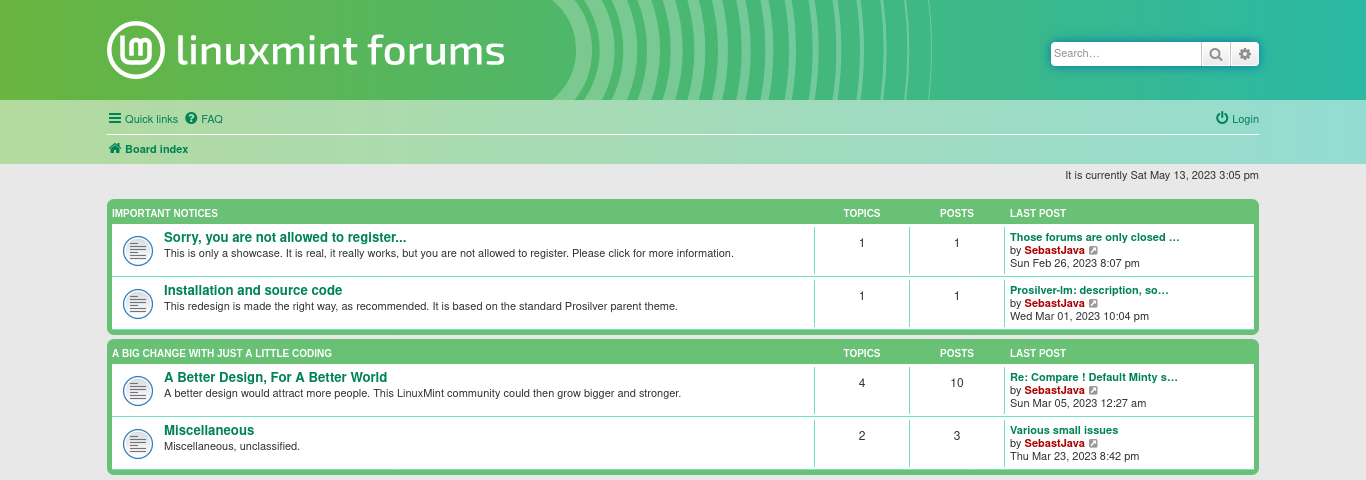 linuxmint forums
Search…
Quick links FAQ Login
Board index
It is currently Sat May 13, 2023 3:05 pm
IMPORTANT NOTICES TOPICS POSTS LAST POST
Sorry, you are not allowed to register...
This is only a showcase. It is real, it really works, but you are not allowed to register. Please click for more information.
1 1
Those forums are only closed …
by SebastJava
Sun Feb 26, 2023 8:07 pm
Installation and source code
This redesign is made the right way, as recommended. It is based on the standard Prosilver parent theme.
1 1
Prosilver-lm: description, so…
by SebastJava
Wed Mar 01, 2023 10:04 pm
A BIG CHANGE WITH JUST A LITTLE CODING TOPICS POSTS LAST POST
A Better Design, For A Better World
A better design would attract more people. This LinuxMint community could then grow bigger and stronger.
4 10
Re: Compare ! Default Minty s…
by SebastJava
Sun Mar 05, 2023 12:27 am
Miscellaneous
Miscellaneous, unclassified.
2 3
Various small issues
by SebastJava
Thu Mar 23, 2023 8:42 pm